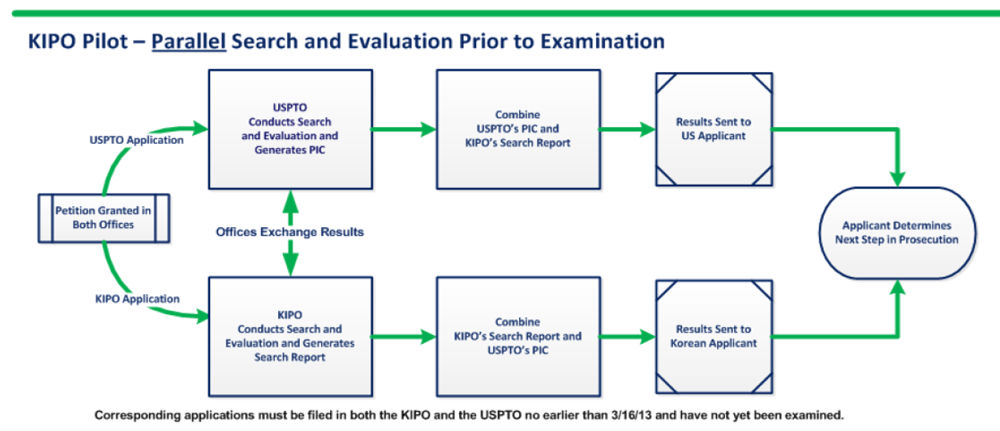 KIPO Pilot – Parallel Search and Evaluation Prior to Examination
USPTO
Conducts Search
and Evaluation and
Generates PIC
Combine
USPTO's PIC and
KIPO's Search Report
Results Sent to
US Applicant
USPTO Application
Petition Granted in
Both Offices
Offices Exchange Results
Applicant Determines
Next Step in Prosecution
KIPO Application
KIPO
Conducts Search and
Evaluation and Generates
Search Report
Combine
KIPO's Search Report and
USPTO's PIC
Results Sent to
Korean Applicant
Corresponding applications must be filed in both the KIPO and the USPTO no earlier than 3/16/13 and have not yet been examined.